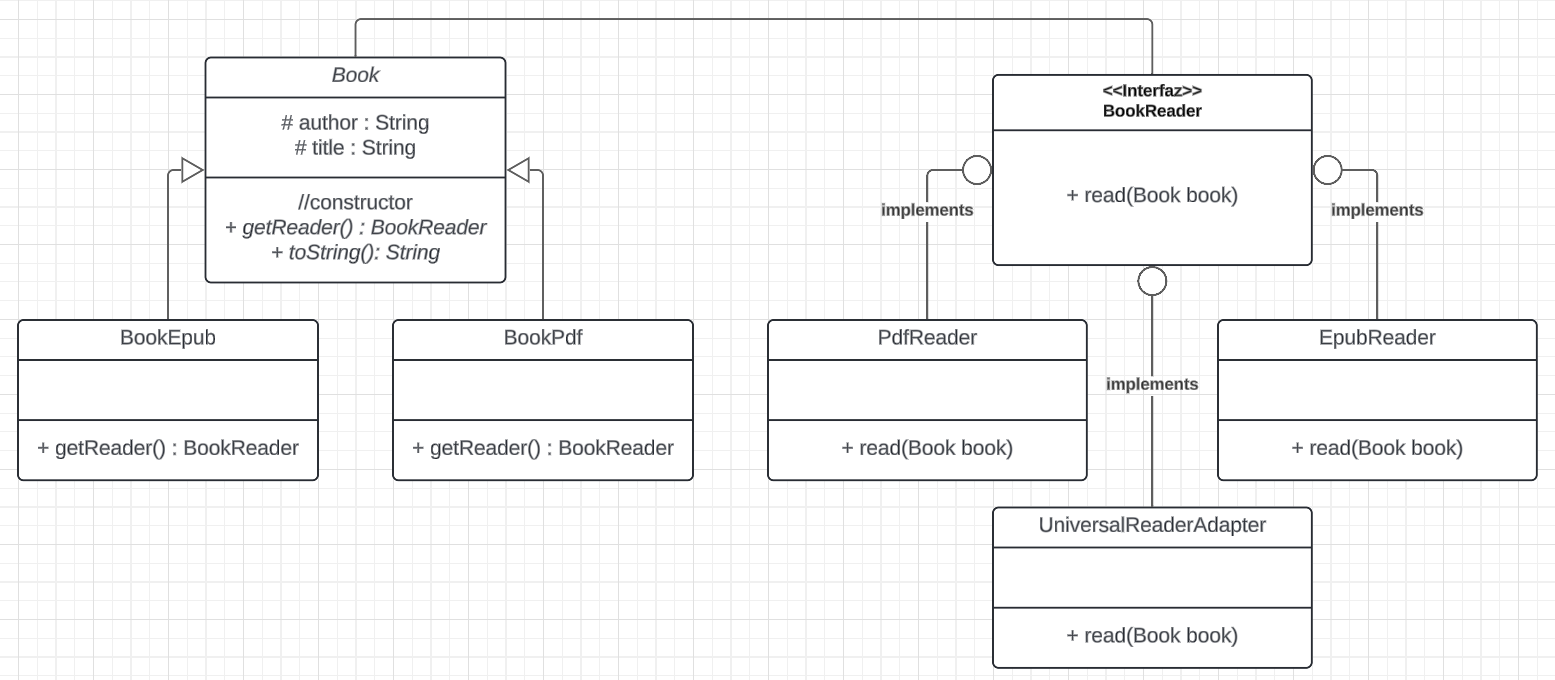 Book
# author : String
# title : String
//constructor
+ getReader() : BookReader
+ toString(): String
<<Interfaz>>
BookReader
+ read(Book book)
implements
implements
implements
BookEpub
+ getReader() : BookReader
BookPdf
+ getReader() : BookReader
PdfReader
+ read(Book book)
EpubReader
+ read(Book book)
UniversalReaderAdapter
+ read(Book book)